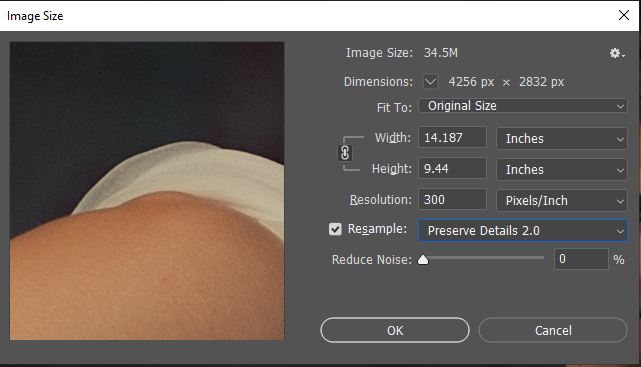 Image Size
Image Size: 34.5M
Dimensions: 4256 px × 2832 px
Fit To: Original Size
Width: 14.187 Inches
Height: 9.44 Inches
Resolution: 300 Pixels/Inch
Resample: Preserve Details 2.0
Reduce Noise: 0 %
OK Cancel